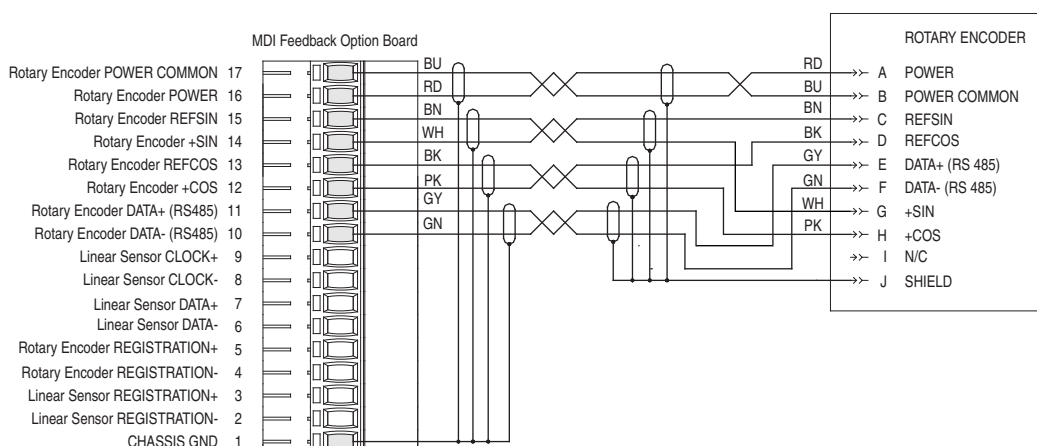 MDI Feedback Option Board
Rotary Encoder POWER COMMON 17
Rotary Encoder POWER 16
Rotary Encoder REFSIN 15
Rotary Encoder +SIN 14
Rotary Encoder REFCOS 13
Rotary Encoder +COS 12
Rotary Encoder DATA+ (RS485) 11
Rotary Encoder DATA- (RS485) 10
Linear Sensor CLOCK+ 9
Linear Sensor CLOCK- 8
Linear Sensor DATA+ 7
Linear Sensor DATA- 6
Rotary Encoder REGISTRATION+ 5
Rotary Encoder REGISTRATION- 4
Linear Sensor REGISTRATION+ 3
Linear Sensor REGISTRATION- 2
CHASSIS GND 1
BU
RD
BN
WH
BK
PK
GY
GN
RD
BU
BN
BK
GY
GN
WH
PK
ROTARY ENCODER
A POWER
B POWER COMMON
C REFSIN
D REFCOS
E DATA+ (RS 485)
F DATA- (RS 485)
G +SIN
H +COS
I N/C
J SHIELD